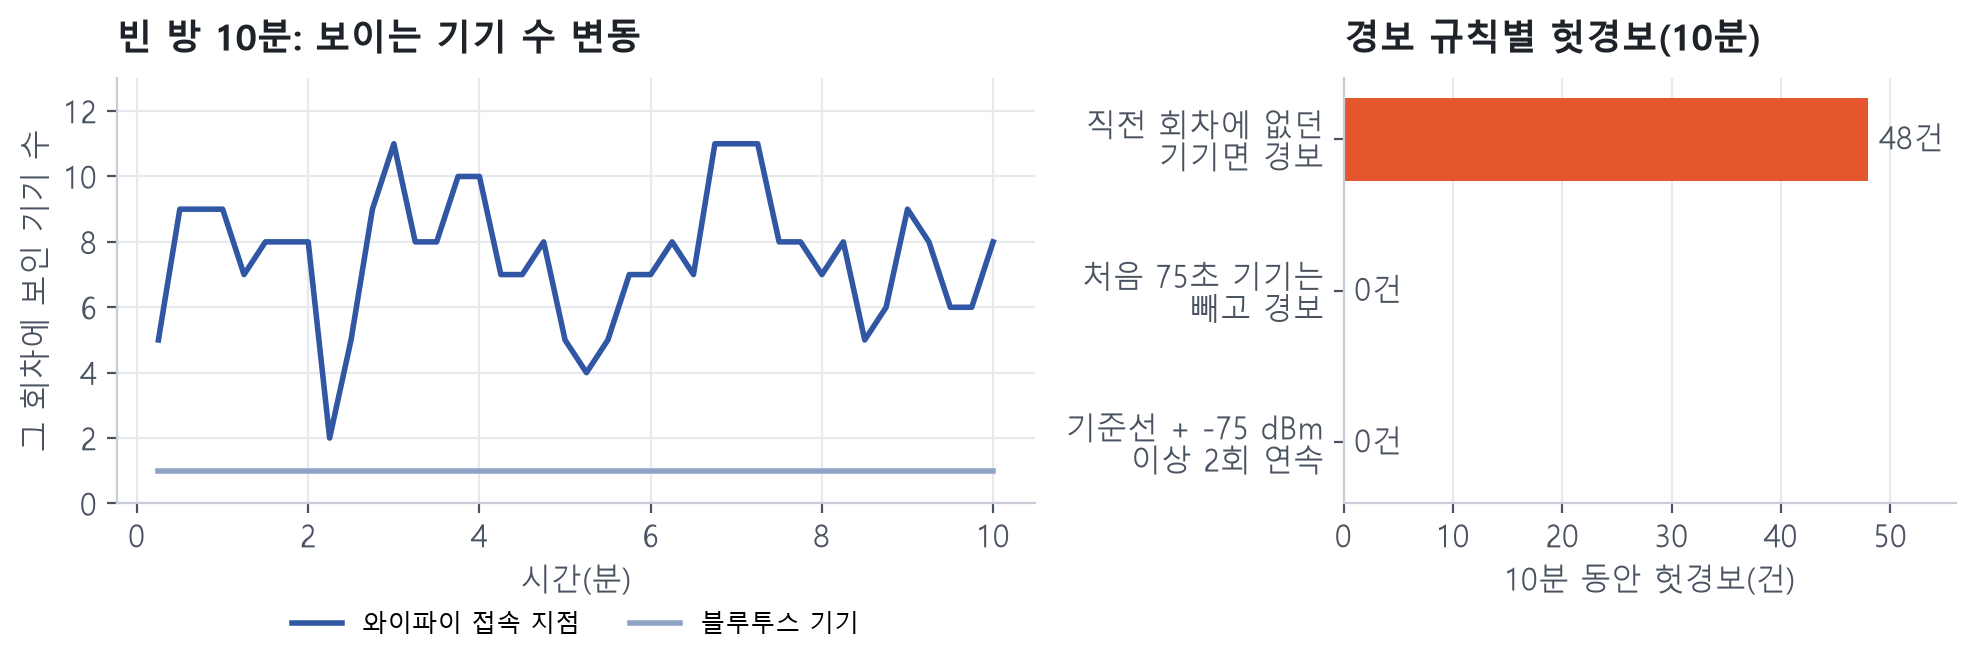 빈 방 10분: 보이는 기기 수 변동
그 회차에 보인 기기 수
12
10
8
6
4
2
0
0 2 4 6 8 10
시간(분)
와이파이 접속 지점 블루투스 기기
경보 규칙별 헛경보(10분)
직전 회차에 없던
기기면 경보
48건
처음 75초 기기는
빼고 경보
0건
기준선 + -75 dBm
이상 2회 연속
0건
0 10 20 30 40 50
10분 동안 헛경보(건)